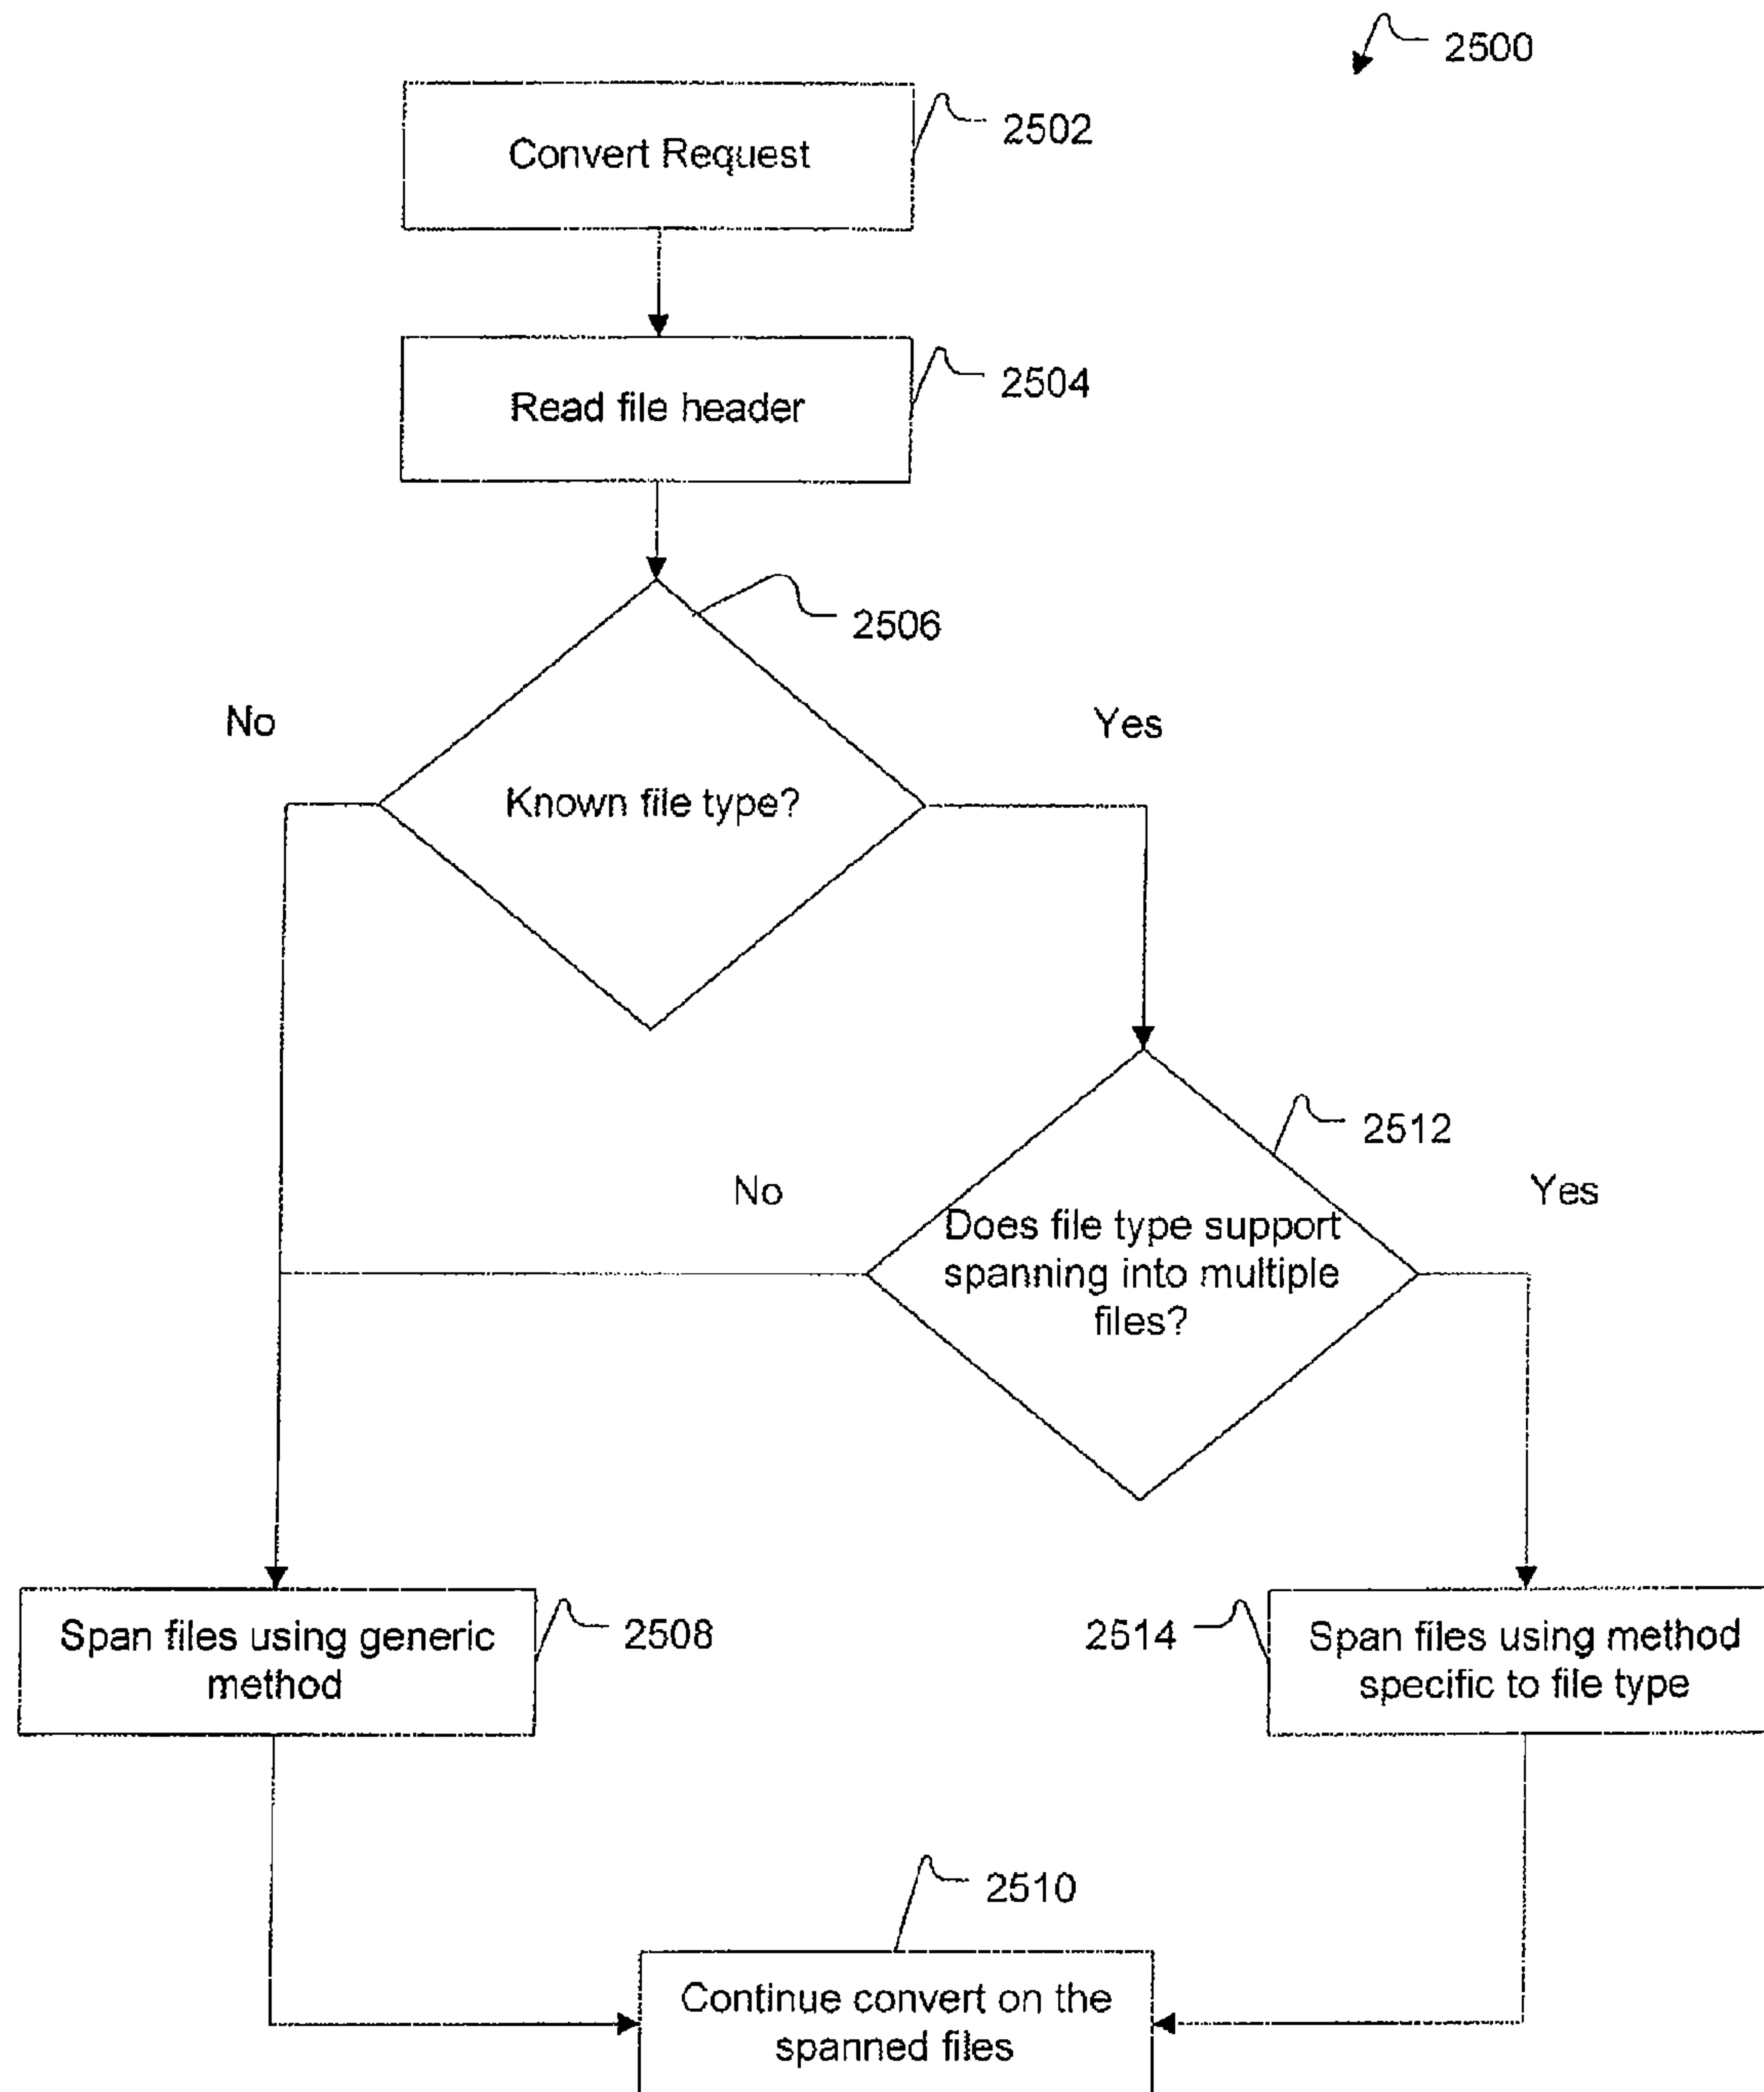 2500
Convert Request
2502
Read file header
2504
2506
No
Yes
Known file type?
2512
No
Yes
Does file type support
spanning into multiple
files?
Span files using generic
method
2508
2514
Span files using method
specific to file type
2510
Continue convert on the
spanned files